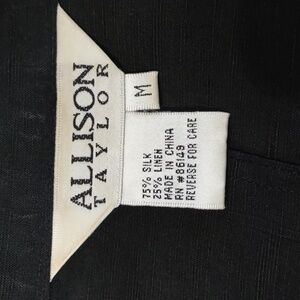 ALLISON
TAYLOR
M
75% SILK
25% LINEN
MADE IN CHINA
RN #86149
REVERSE FOR CARE